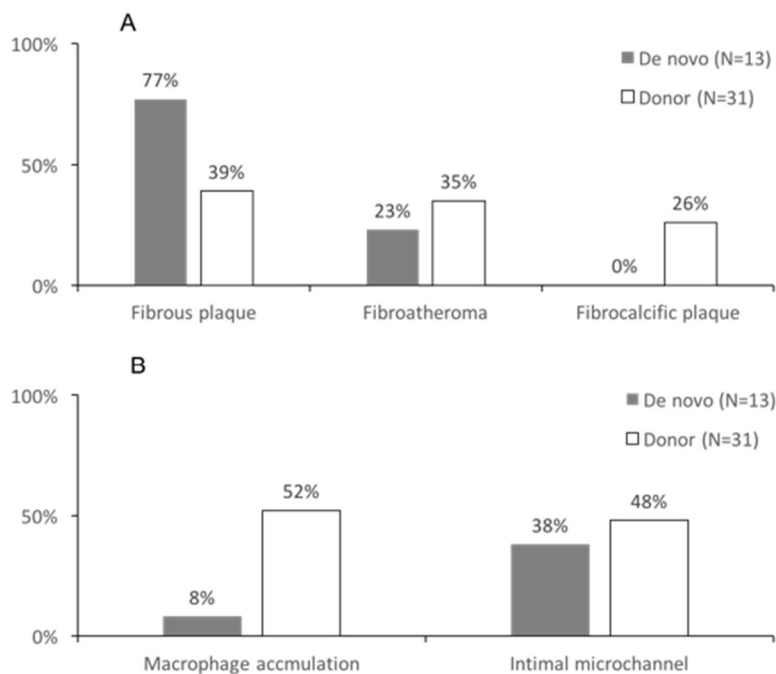 A
100%
77%
De novo (N=13)
Donor (N=31)
50%
39%
35%
23%
26%
0%
0%
Fibrous plaque
Fibroatheroma
Fibrocalcific plaque
B
100%
De novo (N=13)
Donor (N=31)
52%
50%
48%
38%
8%
0%
Macrophage accmulation
Intimal microchannel